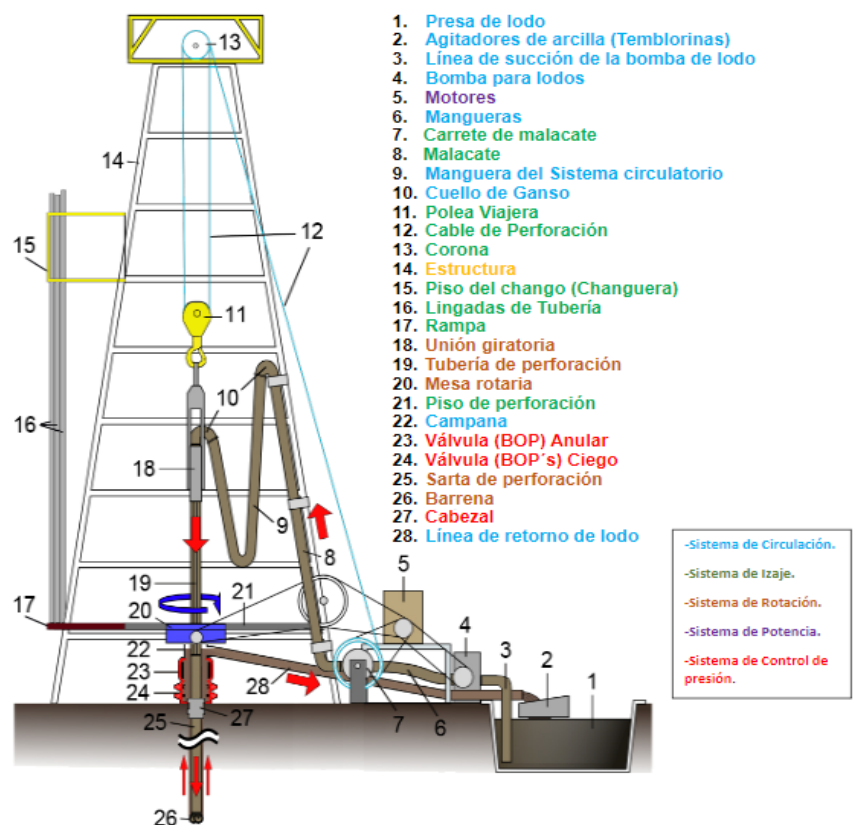 1. Presa de lodo
2. Agitadores de arcilla (Temblorinas)
3. Línea de succión de la bomba de lodo
4. Bomba para lodos
5. Motores
6. Mangueras
7. Carrete de malacate
8. Malacate
9. Manguera del Sistema circulatorio
10. Cuello de Ganso
11. Polea Viajera
12. Cable de Perforación
13. Corona
14. Estructura
15. Piso del chango (Changuera)
16. Lingadas de Tubería
17. Rampa
18. Unión giratoria
19. Tubería de perforación
20. Mesa rotaria
21. Piso de perforación
22. Campana
23. Válvula (BOP) Anular
24. Válvula (BOP´s) Ciego
25. Sarta de perforación
26. Barrena
27. Cabezal
28. Línea de retorno de lodo
-Sistema de Circulación.
-Sistema de Izaje.
-Sistema de Rotación.
-Sistema de Potencia.
-Sistema de Control de
presión.
13
14
15
12
11
10
16
18
9
8
19
21
5
20
17
4
22
3
2
23
1
24
28
25
27
7
6
26